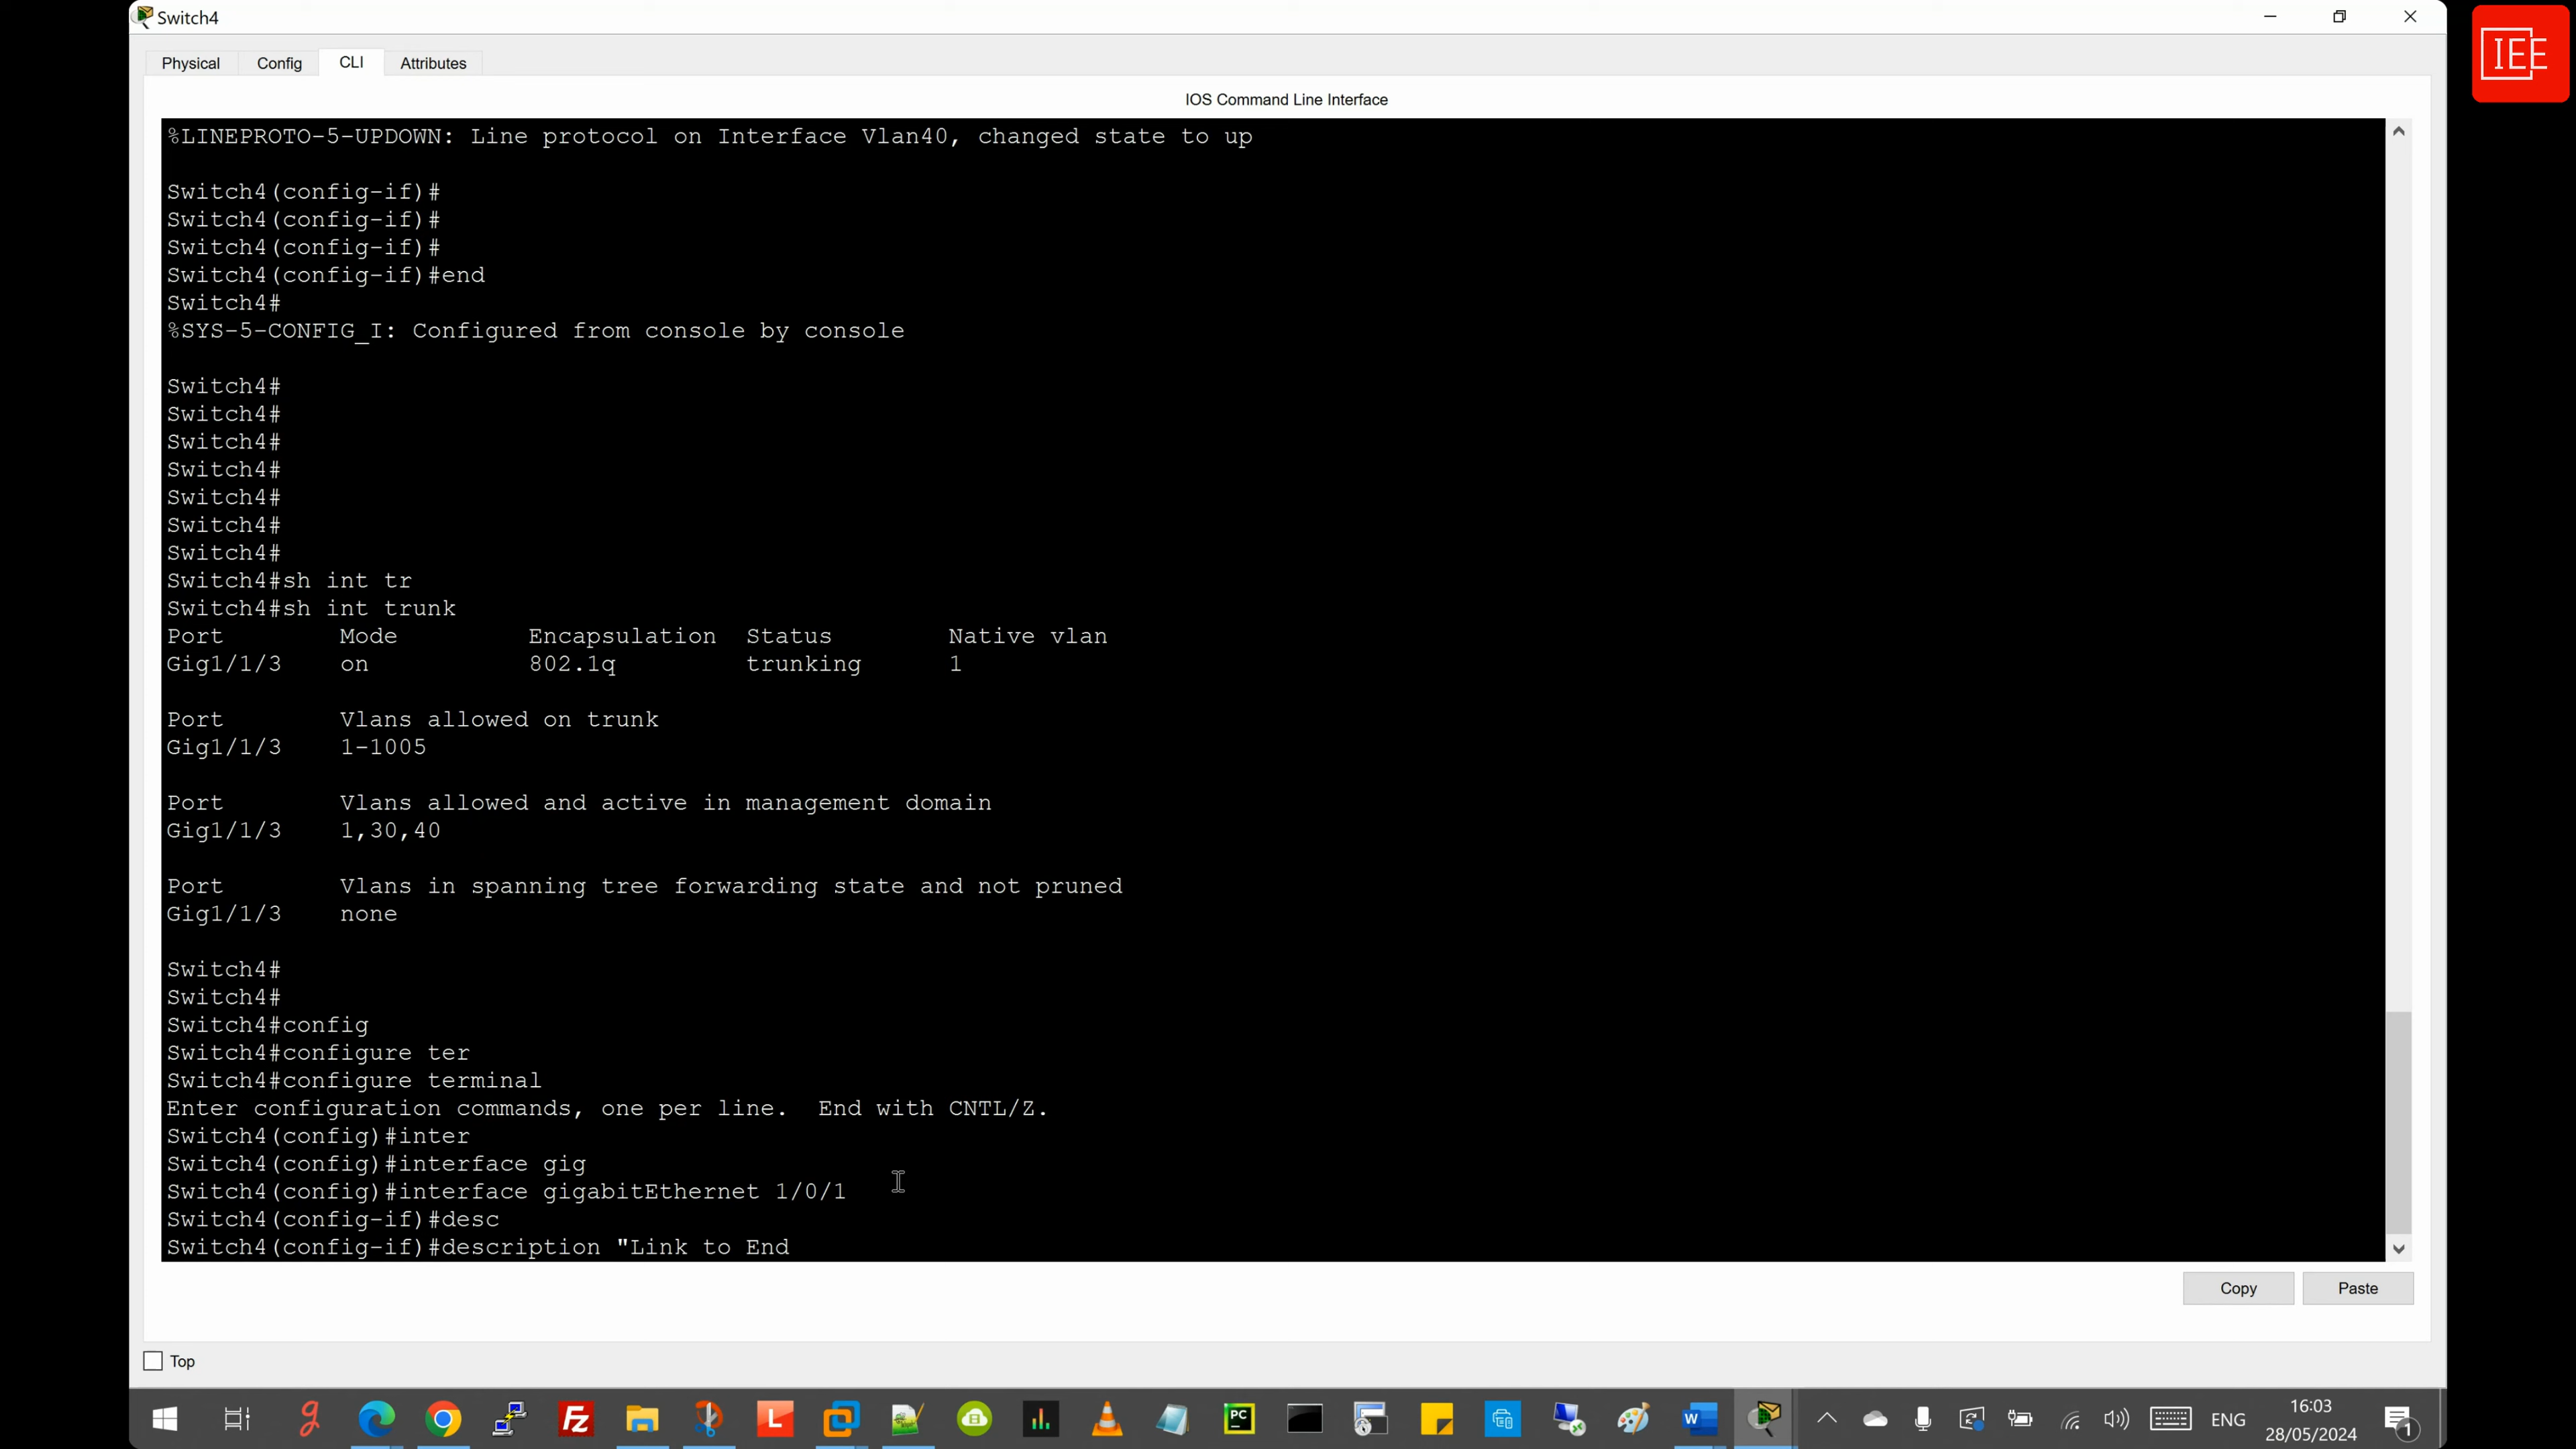 Switch4
IEE
Physical Config CLI Attributes
IOS Command Line Interface
%LINEPROTO-5-UPDOWN: Line protocol on Interface Vlan40, changed state to up
Switch4(config-if)#
Switch4(config-if)#
Switch4(config-if)#
Switch4(config-if)#end
Switch4#
%SYS-5-CONFIG_I: Configured from console by console
Switch4#
Switch4#
Switch4#
Switch4#
Switch4#
Switch4#
Switch4#
Switch4#sh int tr
Switch4#sh int trunk
Port Mode Encapsulation Status Native vlan
Gig1/1/3 on 802.1q trunking 1
Port Vlans allowed on trunk
Gig1/1/3 1-1005
Port Vlans allowed and active in management domain
Gig1/1/3 1,30,40
Port Vlans in spanning tree forwarding state and not pruned
Gig1/1/3 none
Switch4#
Switch4#
Switch4#config
Switch4#configure ter
Switch4#configure terminal
Enter configuration commands, one per line. End with CNTL/Z.
Switch4(config)#inter
Switch4(config)#interface gig
Switch4(config)#interface gigabitEthernet 1/0/1
Switch4(config-if)#desc
Switch4(config-if)#description "Link to End
Copy Paste
Top
ENG
16:03
28/05/2024